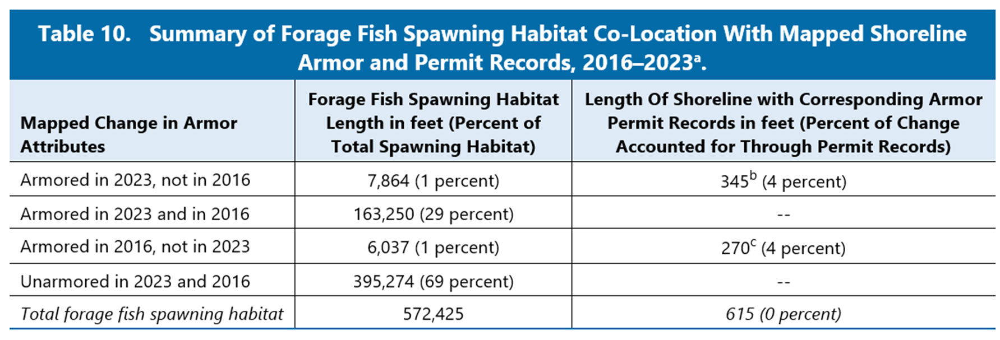 Table 10. Summary of Forage Fish Spawning Habitat Co-Location With Mapped Shoreline
Armor and Permit Records, 2016–2023ᵃ.
Mapped Change in Armor
Attributes
Forage Fish Spawning Habitat
Length in feet (Percent of
Total Spawning Habitat)
Length Of Shoreline with Corresponding Armor
Permit Records in feet (Percent of Change
Accounted for Through Permit Records)
Armored in 2023, not in 2016 7,864 (1 percent) 345ᵇ (4 percent)
Armored in 2023 and in 2016 163,250 (29 percent) --
Armored in 2016, not in 2023 6,037 (1 percent) 270ᶜ (4 percent)
Unarmored in 2023 and 2016 395,274 (69 percent) --
Total forage fish spawning habitat 572,425 615 (0 percent)